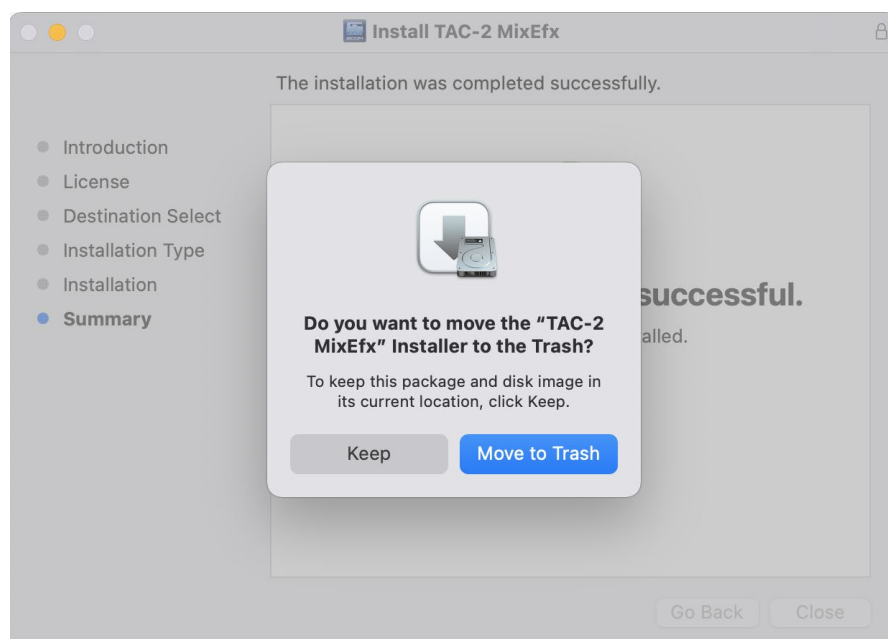 Install TAC-2 MixEfx
The installation was completed successfully.
Introduction
License
Destination Select
Installation Type
Installation
Summary
successful.
alled.
Do you want to move the “TAC-2
MixEfx” Installer to the Trash?
To keep this package and disk image in
its current location, click Keep.
Keep
Move to Trash
Go Back
Close